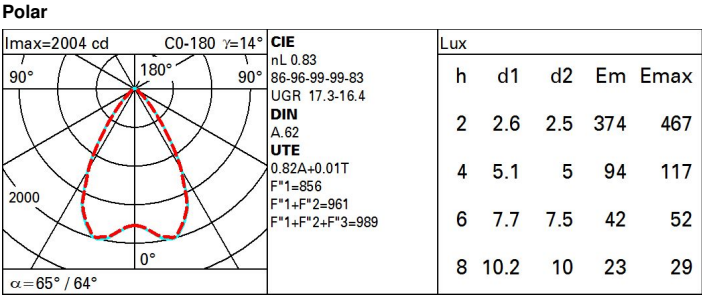 Polar
Imax=2004 cd C0-180 γ=14°
90° 180° 90°
2000
0°
α=65° / 64°
CIE
nL 0.83
86-96-99-99-83
UGR 17.3-16.4
DIN
A.62
UTE
0.82A+0.01T
F"1=856
F"1+F"2=961
F"1+F"2+F"3=989
Lux
h d1 d2 Em Emax
2 2.6 2.5 374 467
4 5.1 5 94 117
6 7.7 7.5 42 52
8 10.2 10 23 29